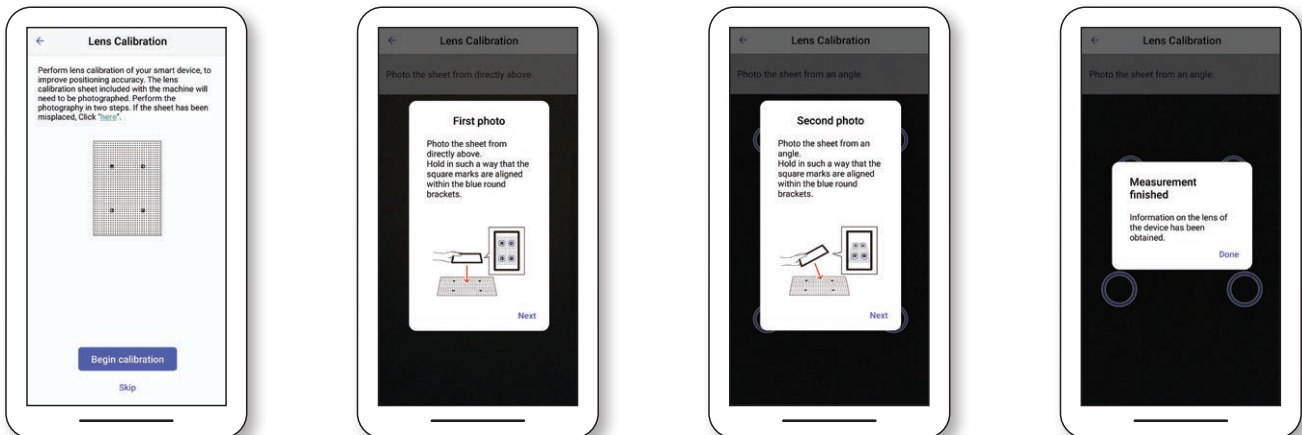 Lens Calibration
Perform lens calibration of your smart device, to
improve positioning accuracy. The lens
calibration sheet included with the machine will
need to be photographed. Perform the
photography in two steps. If the sheet has been
misplaced, Click "here".
Begin calibration
Skip
Lens Calibration
Photo the sheet from directly above.
First photo
Photo the sheet from
directly above.
Hold in such a way that the
square marks are aligned
within the blue round
brackets.
Next
Lens Calibration
Photo the sheet from an angle.
Second photo
Photo the sheet from an
angle.
Hold in such a way that the
square marks are aligned
within the blue round
brackets.
Next
Lens Calibration
Photo the sheet from an angle.
Measurement
finished
Information on the lens of
the device has been
obtained.
Done